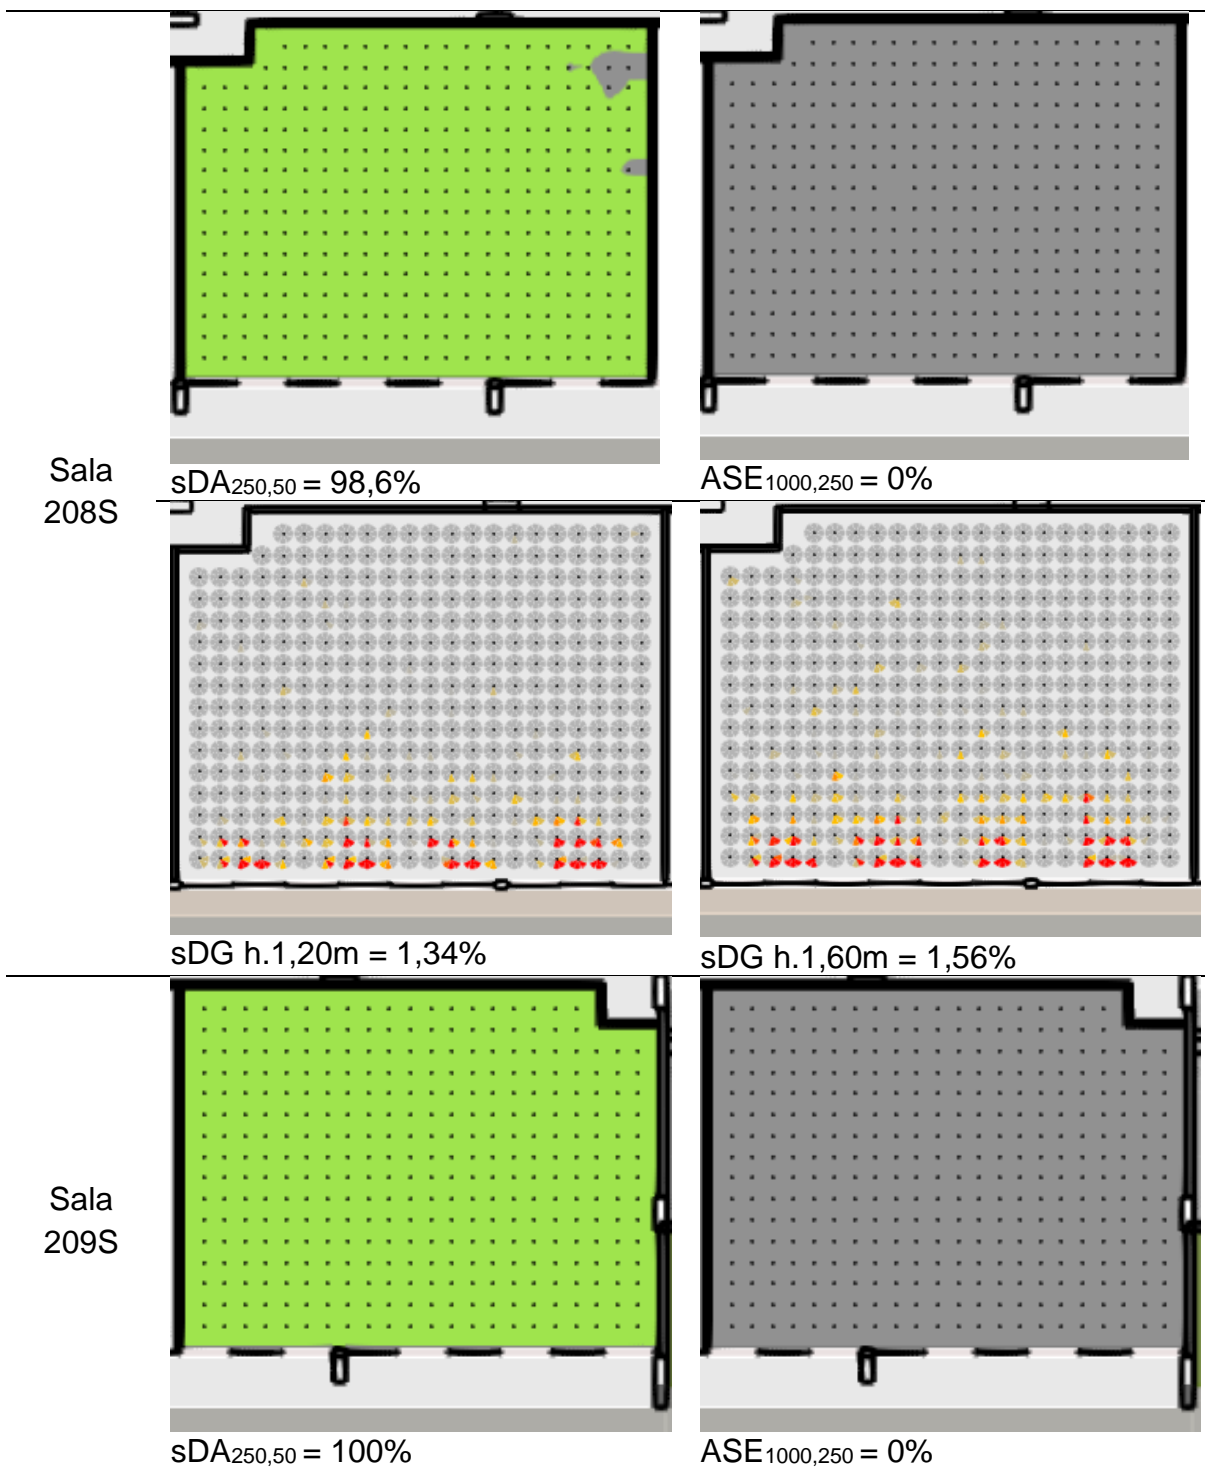 Sala
208S
sDA250,50 = 98,6%
ASE1000,250 = 0%
sDG h.1,20m = 1,34%
sDG h.1,60m = 1,56%
Sala
209S
sDA250,50 = 100%
ASE1000,250 = 0%